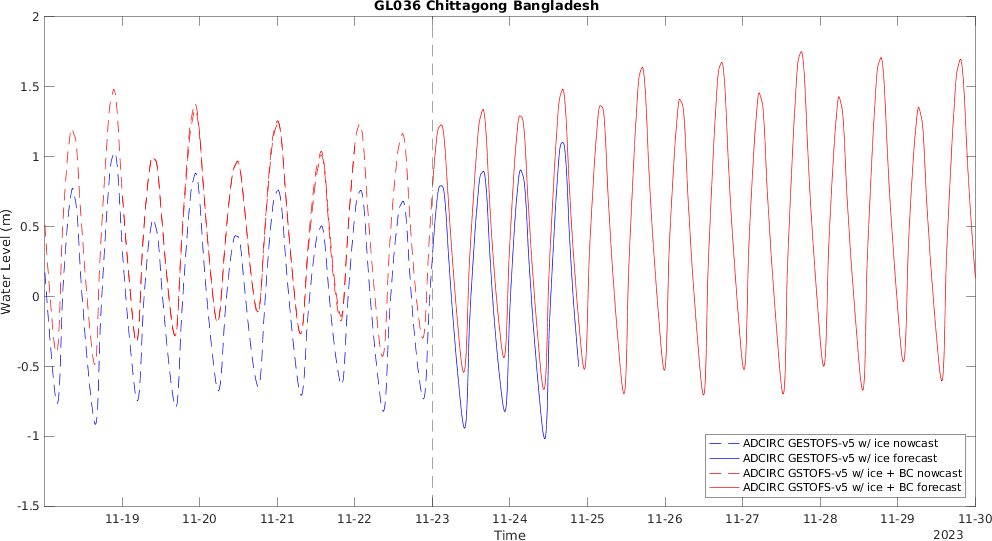 GL036 Chittagong Bangladesh
2
1.5
1
0.5
0
-0.5
-1
-1.5
Water Level (m)
ADCIRC GESTOFS-v5 w/ ice nowcast
ADCIRC GESTOFS-v5 w/ ice forecast
ADCIRC GSTOFS-v5 w/ ice + BC nowcast
ADCIRC GSTOFS-v5 w/ ice + BC forecast
11-19 11-20 11-21 11-22 11-23 11-24 11-25 11-26 11-27 11-28 11-29 11-30
Time
2023